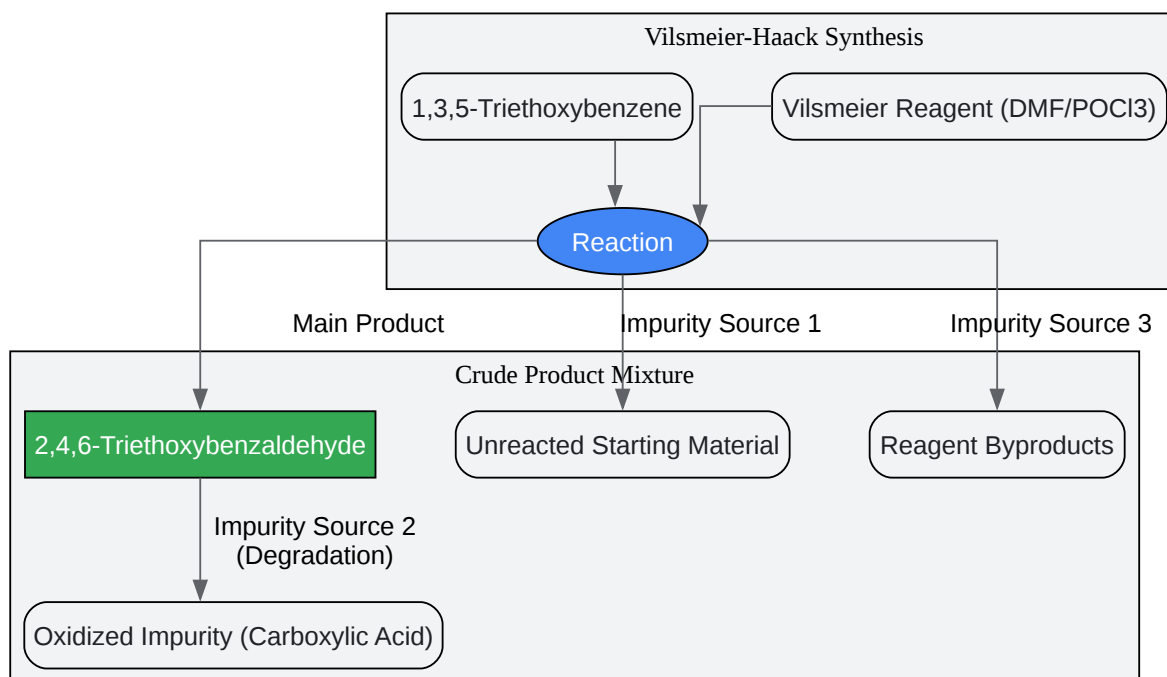 Vilsmeier-Haack Synthesis
1,3,5-Triethoxybenzene
Vilsmeier Reagent (DMF/POCl3)
Reaction
Main Product
Impurity Source 1
Impurity Source 3
Crude Product Mixture
2,4,6-Triethoxybenzaldehyde
Unreacted Starting Material
Reagent Byproducts
Impurity Source 2
(Degradation)
Oxidized Impurity (Carboxylic Acid)